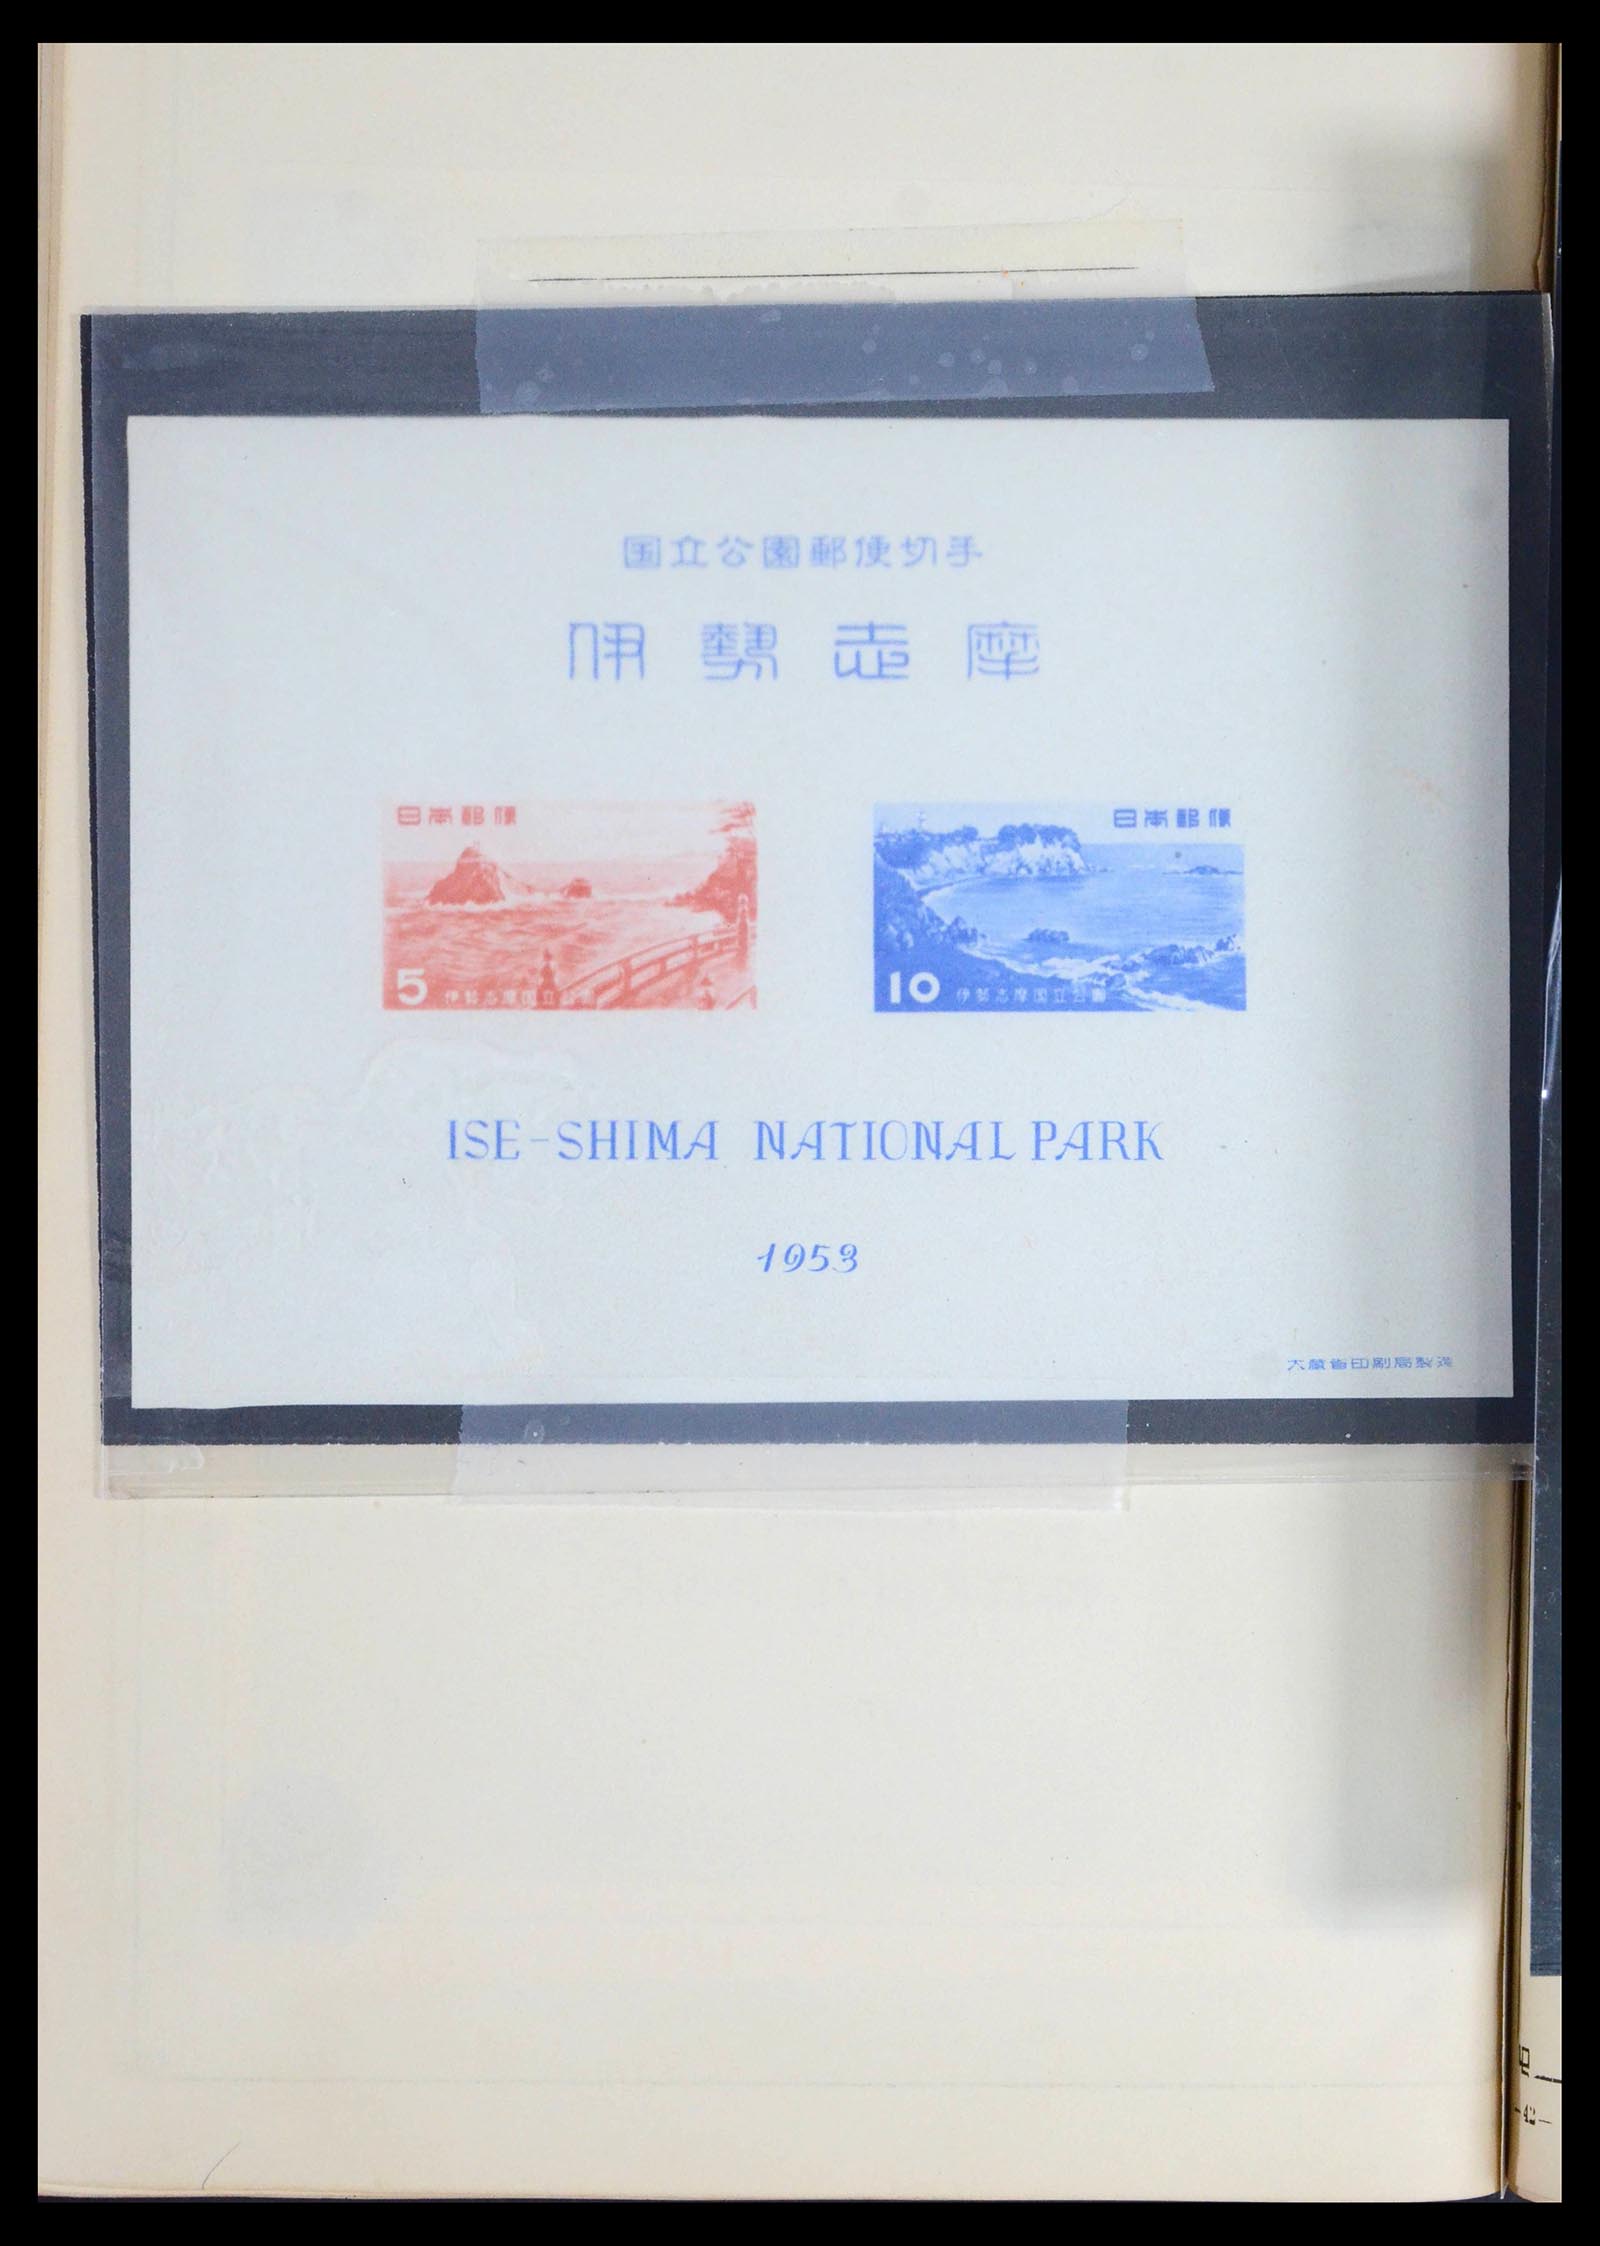 国立公園郵便切手
伊勢志摩
日本郵便
5 伊勢志摩国立公園
日本郵便
10 伊勢志摩国立公園
ISE-SHIMA NATIONAL PARK
1953
大蔵省印刷局製造
—42—